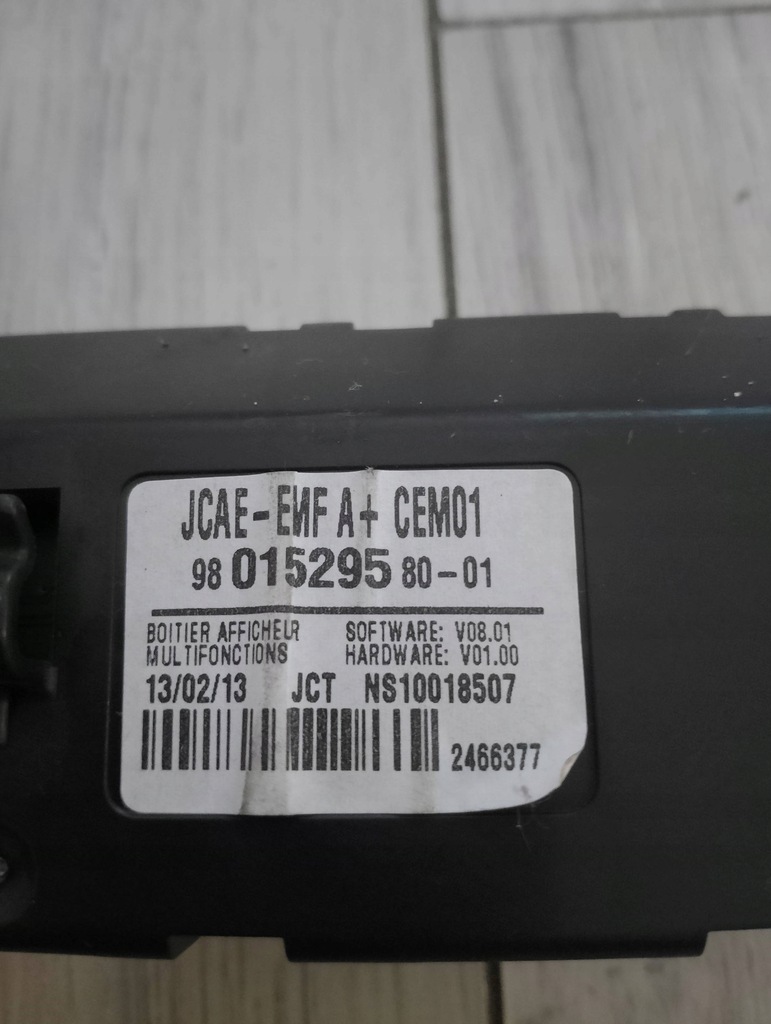 JCAE-EMF A+ CEM01
98 015295 80-01
BOITIER AFFICHEUR SOFTWARE: V08.01
MULTIFONCTIONS HARDWARE: V01.00
13/02/13 JCT NS10018507
2466377